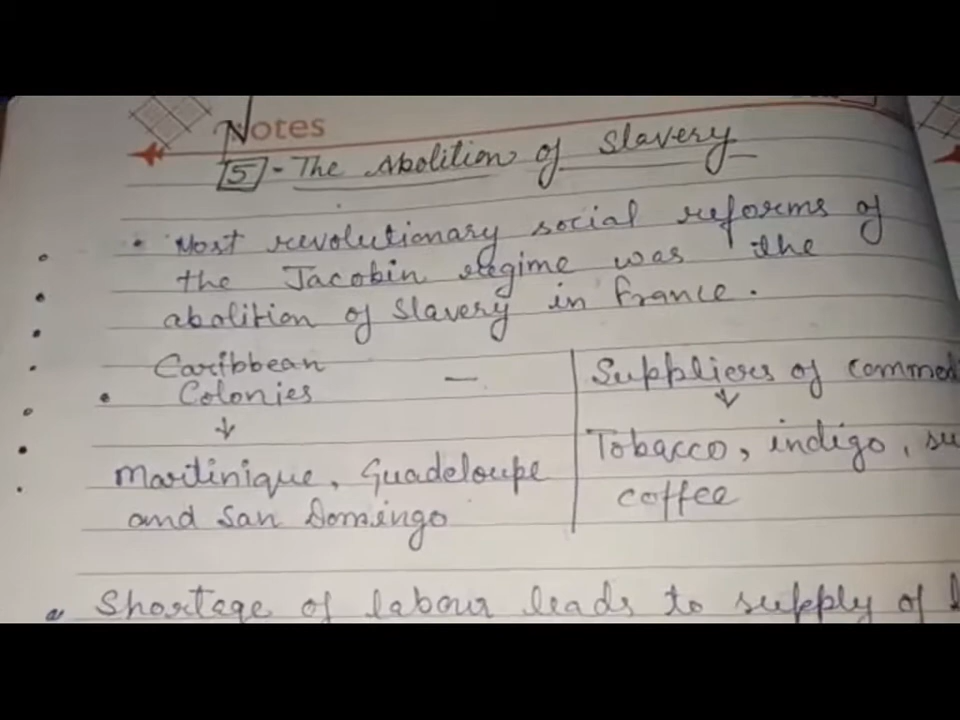 Notes
5 - The Abolition of Slavery
• Most revolutionary social reforms of
the Jacobin regime was the
abolition of Slavery in France.
Caribbean
• Colonies
—
Suppliers of
↓
↓
Martinique, Guadeloupe
and San Domingo
Tobacco, indigo,
coffee
Shortage of labour leads to supply of